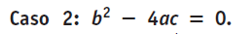 Caso 2: b² − 4ac = 0.